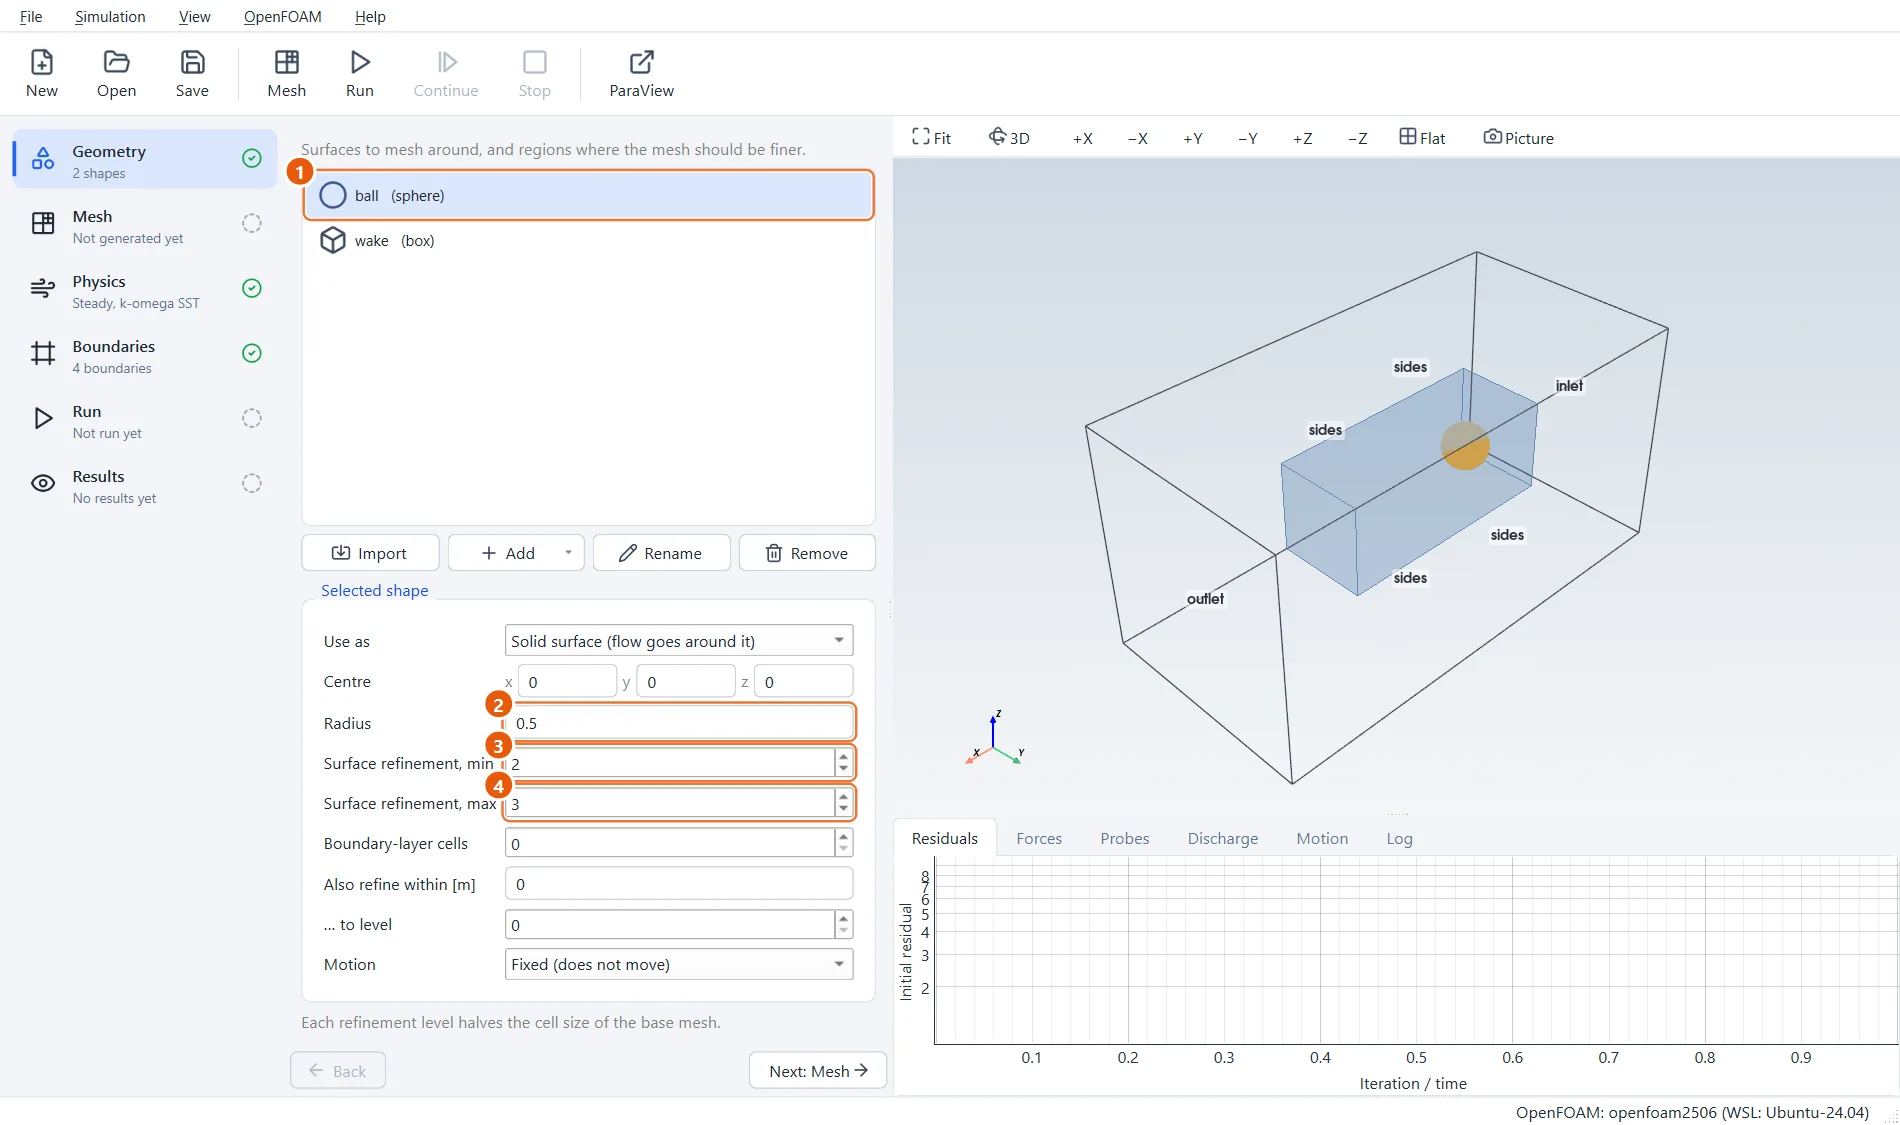 File Simulation View OpenFOAM Help
New Open Save Mesh Run Continue Stop ParaView
Geometry
2 shapes
Mesh
Not generated yet
Physics
Steady, k-omega SST
Boundaries
4 boundaries
Run
Not run yet
Results
No results yet
Surfaces to mesh around, and regions where the mesh should be finer.
1
ball (sphere)
wake (box)
Import Add Rename Remove
Selected shape
Use as Solid surface (flow goes around it)
Centre x 0 y 0 z 0
2
Radius 0.5
3
Surface refinement, min 2
4
Surface refinement, max 3
Boundary-layer cells 0
Also refine within [m] 0
... to level 0
Motion Fixed (does not move)
Each refinement level halves the cell size of the base mesh.
Back Next: Mesh
Fit 3D +X −X +Y −Y +Z −Z Flat Picture
sides
inlet
sides
sides
sides
outlet
Z
X Y
Residuals Forces Probes Discharge Motion Log
Initial residual
8
7
6
5
4
3
2
0.1 0.2 0.3 0.4 0.5 0.6 0.7 0.8 0.9
Iteration / time
OpenFOAM: openfoam2506 (WSL: Ubuntu-24.04)